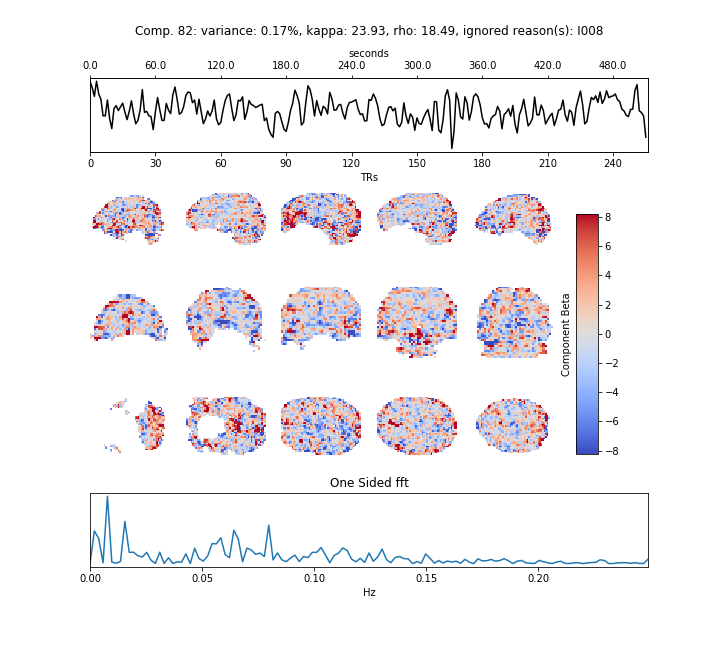 Comp. 82: variance: 0.17%, kappa: 23.93, rho: 18.49, ignored reason(s): I008
seconds
0.0 60.0 120.0 180.0 240.0 300.0 360.0 420.0 480.0
0 30 60 90 120 150 180 210 240
TRs
8
6
4
2
0
−2
−4
−6
−8
Component Beta
One Sided fft
0.00 0.05 0.10 0.15 0.20
Hz